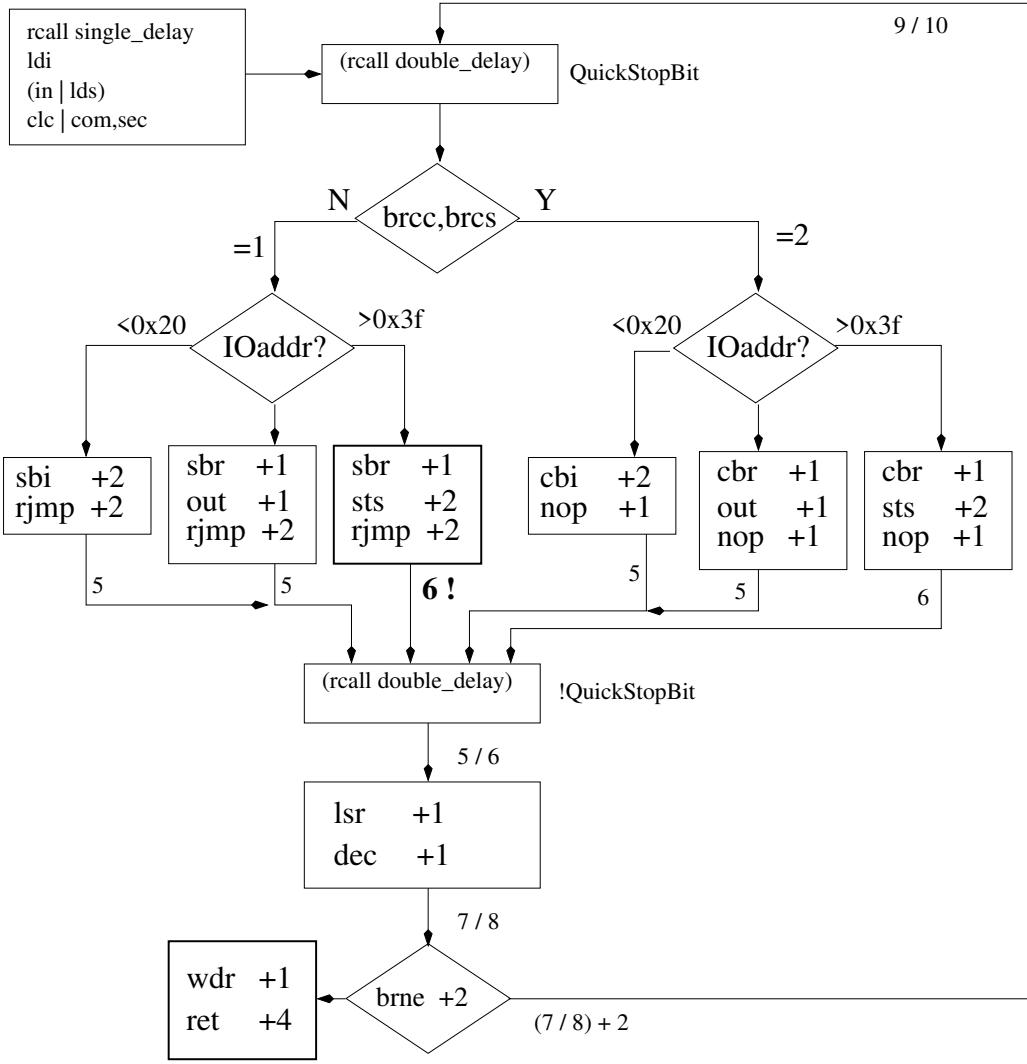 rcall single_delay
ldi
(in | lds)
clc | com,sec
(rcall double_delay)
QuickStopBit
9 / 10
N
brcc,brcs
Y
=1
=2
<0x20
IOaddr?
>0x3f
<0x20
IOaddr?
>0x3f
sbi +2
rjmp +2
sbr +1
out +1
rjmp +2
sbr +1
sts +2
rjmp +2
cbi +2
nop +1
cbr +1
out +1
nop +1
cbr +1
sts +2
nop +1
5
5
6 !
5
5
6
(rcall double_delay)
!QuickStopBit
5 / 6
lsr +1
dec +1
7 / 8
wdr +1
ret +4
brne +2
(7 / 8) + 2